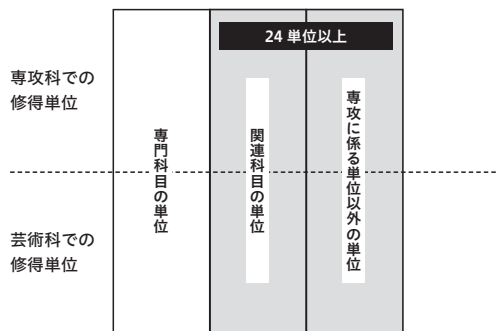 24 単位以上
専攻科での
修得単位
専門科目の単位
関連科目の単位
専攻に係る単位以外の単位
芸術科での
修得単位